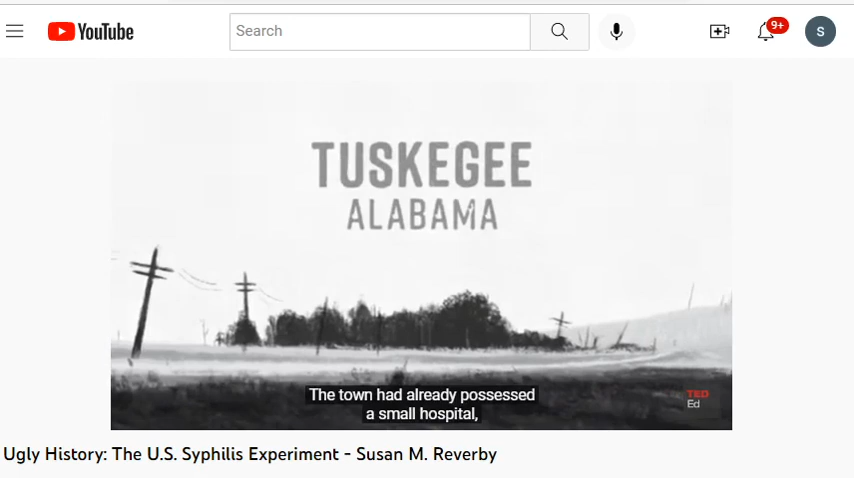 YouTube
Search
9+
S
TUSKEGEE
ALABAMA
The town had already possessed
a small hospital,
TED
Ed
Ugly History: The U.S. Syphilis Experiment - Susan M. Reverby